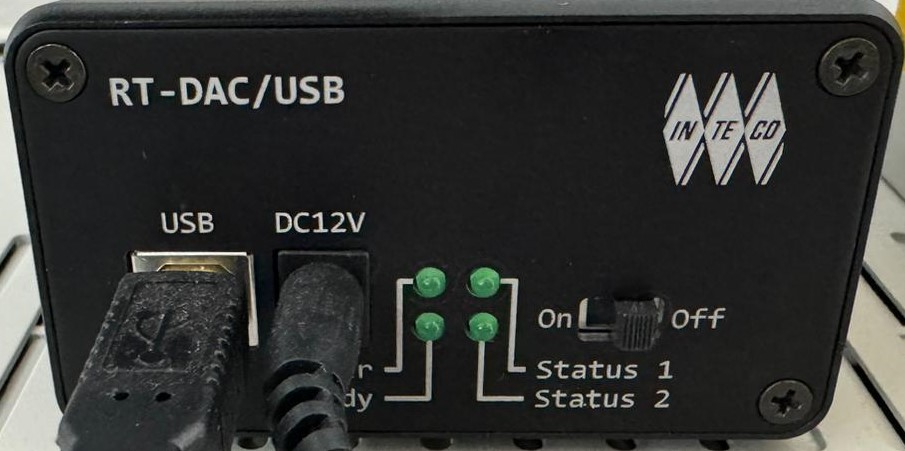 RT-DAC/USB
IN TE CO
USB
DC12V
On
Off
Status 1
Status 2